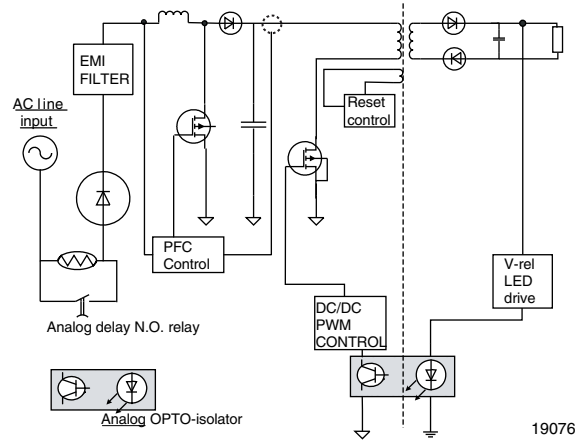 EMI
FILTER
AC line
input
Reset
control
PFC
Control
V-rel
LED
drive
DC/DC
PWM
CONTROL
Analog delay N.O. relay
Analog OPTO-isolator
19076